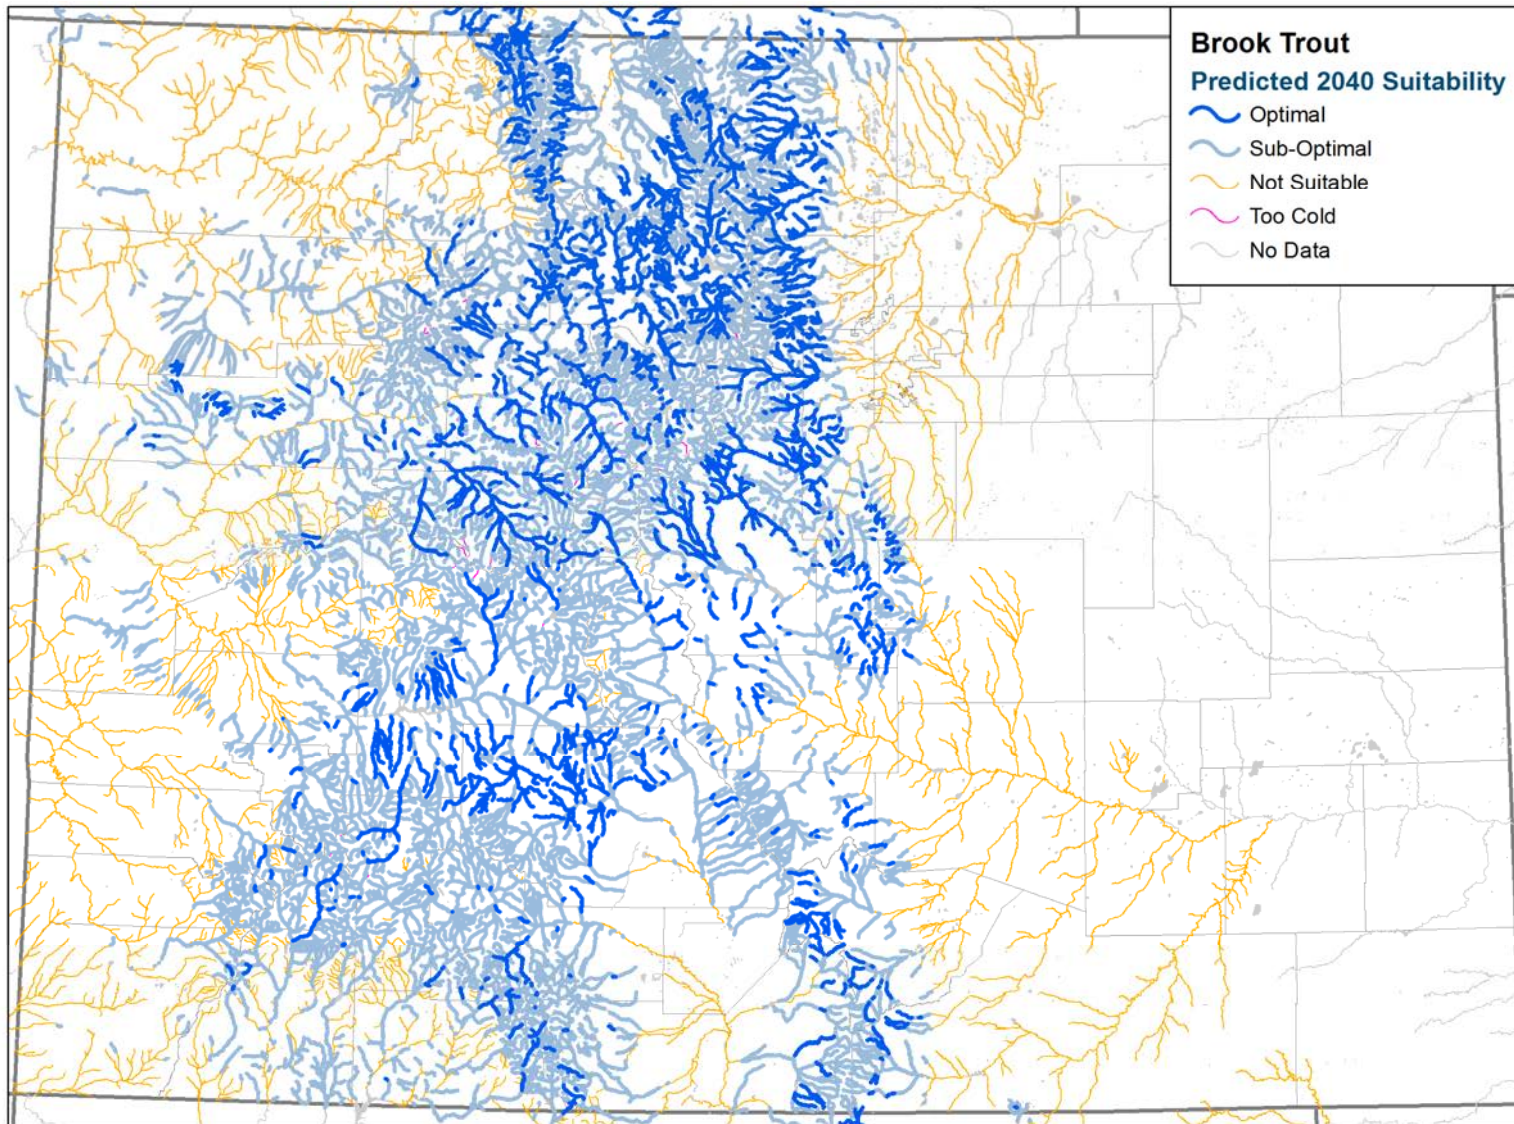 Brook Trout
Predicted 2040 Suitability
Optimal
Sub-Optimal
Not Suitable
Too Cold
No Data